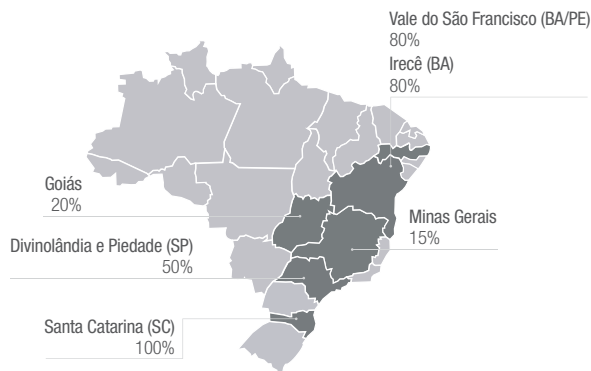 Vale do São Francisco (BA/PE)
80%
Irecê (BA)
80%
Goiás
20%
Minas Gerais
15%
Divinolândia e Piedade (SP)
50%
Santa Catarina (SC)
100%